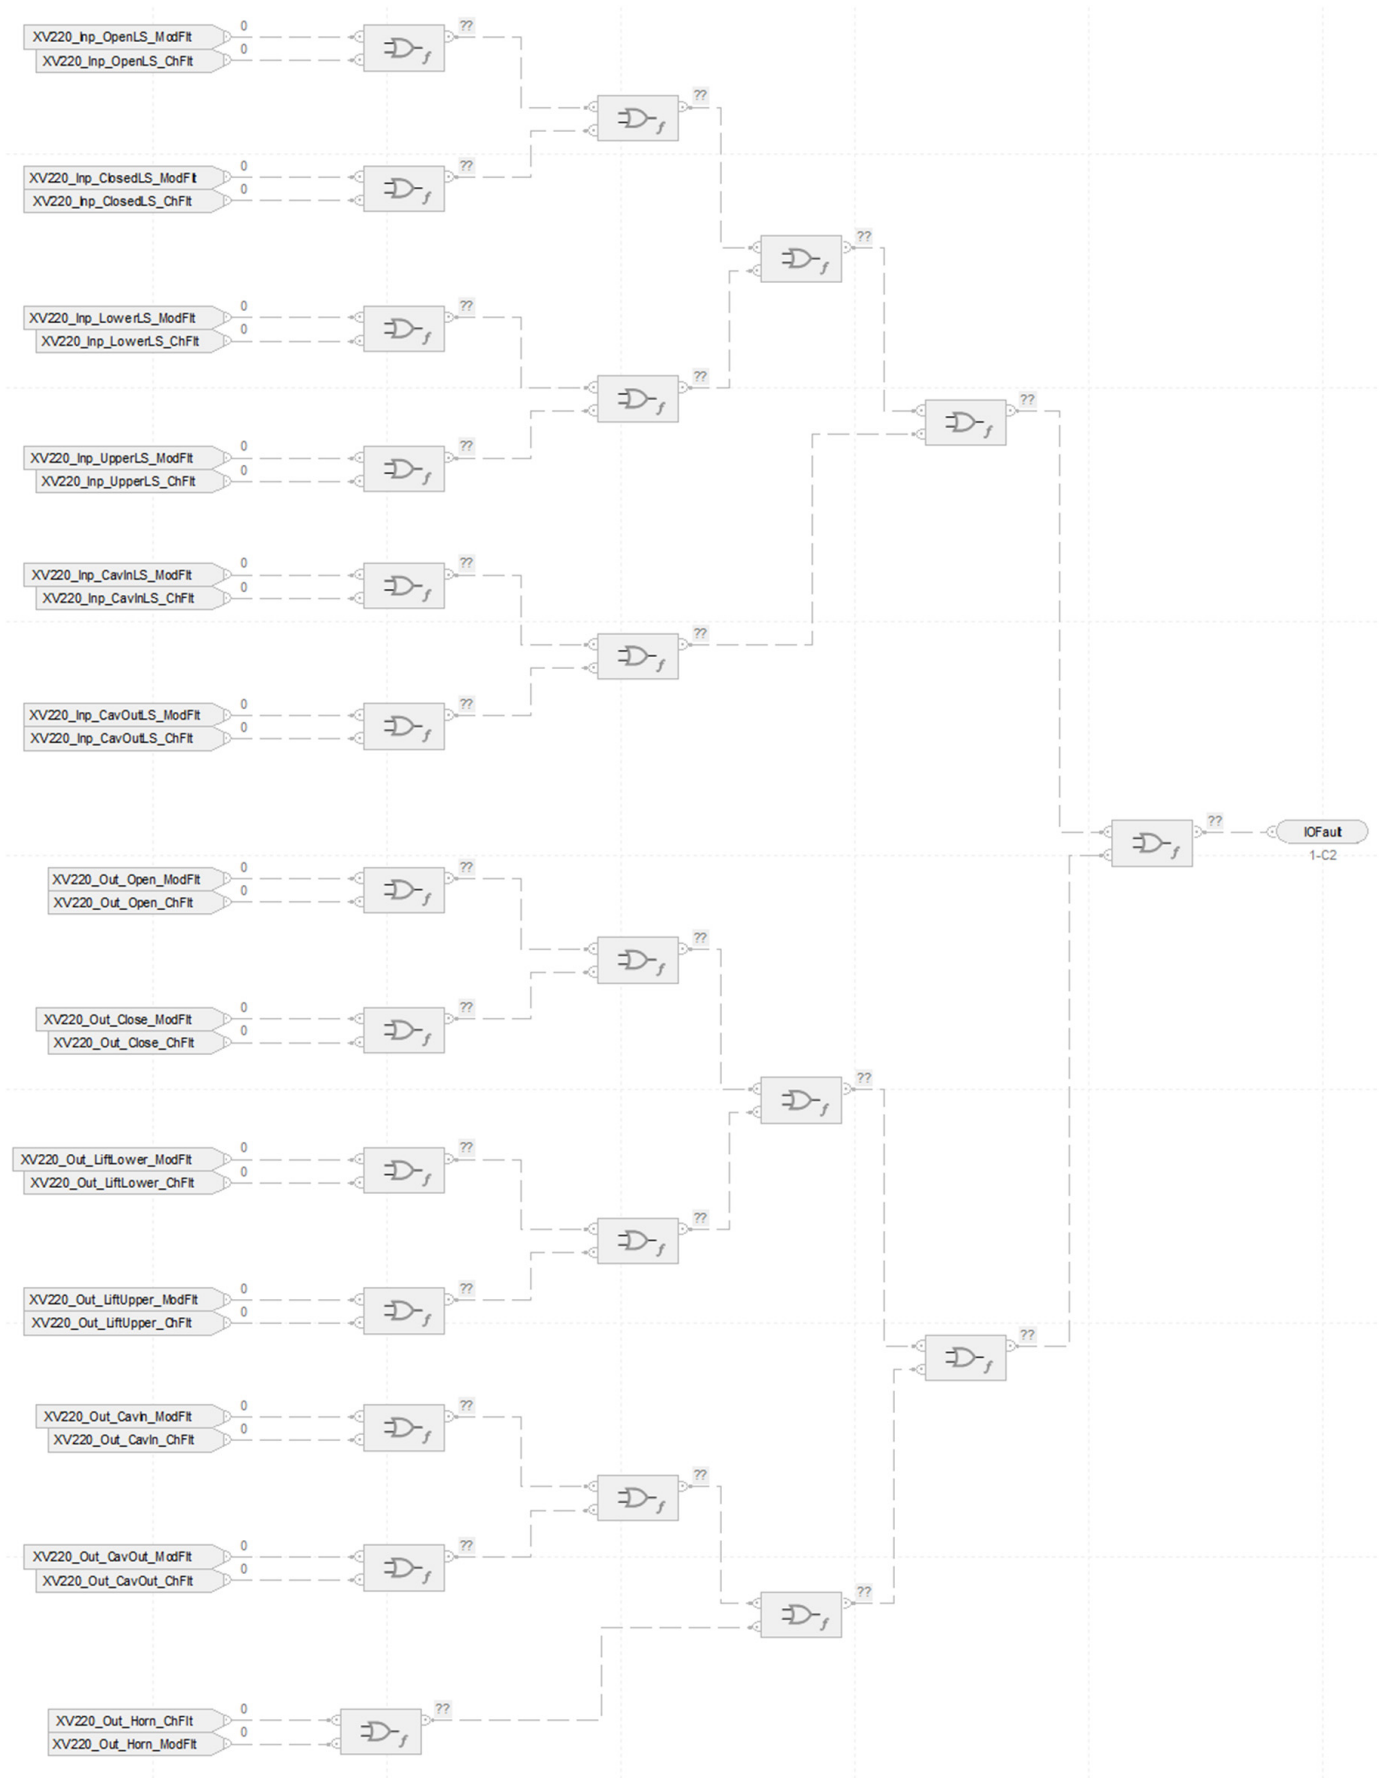 XV220_Inp_OpenLS_ModFlt 0 ??
XV220_Inp_OpenLS_ChFlt 0
??
XV220_Inp_ClosedLS_ModFlt 0 ??
XV220_Inp_ClosedLS_ChFlt 0
??
XV220_Inp_LowerLS_ModFlt 0 ??
XV220_Inp_LowerLS_ChFlt 0
??
??
XV220_Inp_UpperLS_ModFlt 0 ??
XV220_Inp_UpperLS_ChFlt 0
XV220_Inp_CavInLS_ModFlt 0 ??
XV220_Inp_CavInLS_ChFlt 0
??
XV220_Inp_CavOutLS_ModFlt 0 ??
XV220_Inp_CavOutLS_ChFlt 0
?? IOFault
1-C2
XV220_Out_Open_ModFlt 0 ??
XV220_Out_Open_ChFlt 0
??
XV220_Out_Close_ModFlt 0 ??
XV220_Out_Close_ChFlt 0
??
XV220_Out_LiftLower_ModFlt 0 ??
XV220_Out_LiftLower_ChFlt 0
??
XV220_Out_LiftUpper_ModFlt 0 ??
XV220_Out_LiftUpper_ChFlt 0
??
XV220_Out_CavIn_ModFlt 0 ??
XV220_Out_CavIn_ChFlt 0
??
XV220_Out_CavOut_ModFlt 0 ??
XV220_Out_CavOut_ChFlt 0
??
XV220_Out_Horn_ChFlt 0 ??
XV220_Out_Horn_ModFlt 0